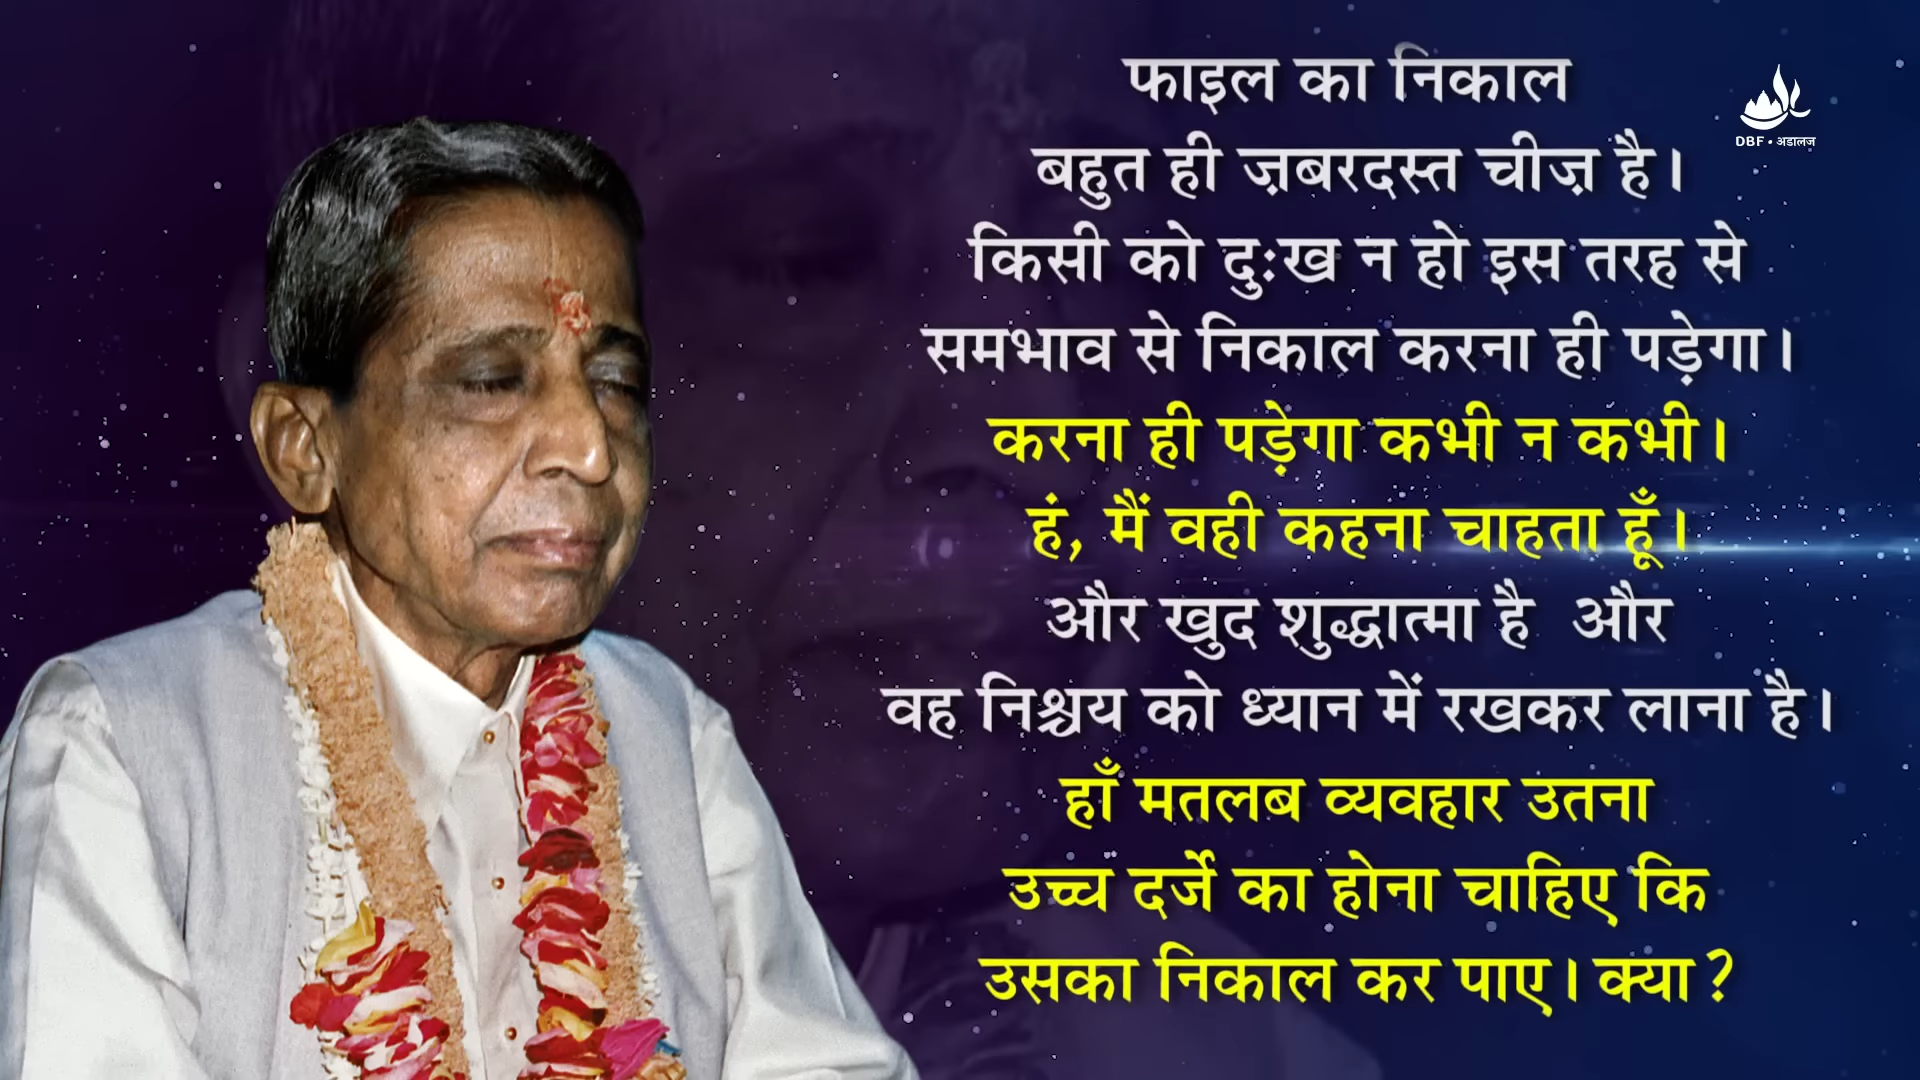 फाइल का निकाल
बहुत ही ज़बरदस्त चीज़ है।
किसी को दुःख न हो इस तरह से
समभाव से निकाल करना ही पड़ेगा।
करना ही पड़ेगा कभी न कभी।
हं, मैं वही कहना चाहता हूँ।
और खुद शुद्धात्मा है और
वह निश्चय को ध्यान में रखकर लाना है।
हाँ मतलब व्यवहार उतना
उच्च दर्जे का होना चाहिए कि
उसका निकाल कर पाए। क्या?
DBF • अडालज